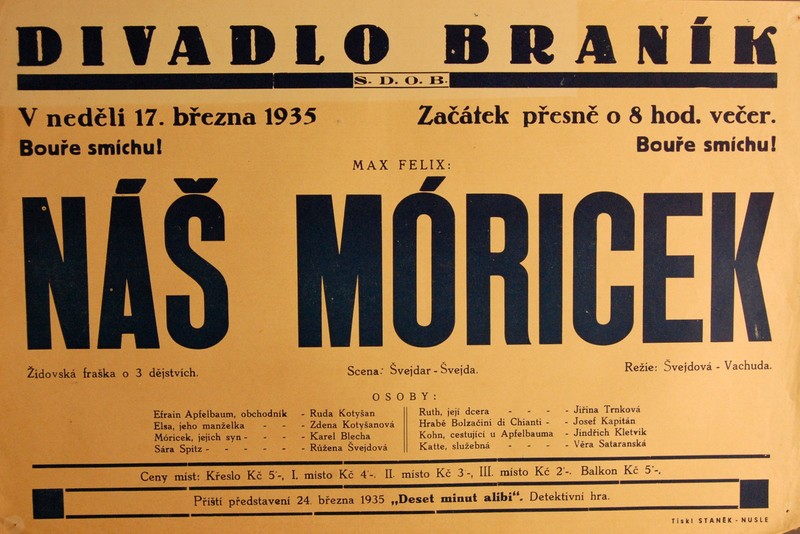 DIVADLO BRANÍK
S. D. O. B.
V neděli 17. března 1935 Začátek přesně o 8 hod. večer.
Bouře smíchu! Bouře smíchu!
MAX FELIX:
NÁŠ MÓRICEK
Židovská fraška o 3 dějstvích. Scena: Švejdar - Švejda. Režie: Švejdová - Vachuda.
OSOBY:
Efrain Apfelbaum, obchodník - Ruda Kotyšan
Elsa, jeho manželka - - - Zdena Kotyšanová
Móricek, jejich syn - - - Karel Blecha
Sára Spitz - - - - - Růžena Švejdová
Ruth, její dcera - - - - Jiřina Trnková
Hrabě Bolzačini di Chianti - - Josef Kapitán
Kohn, cestující u Apfelbauma - Jindřich Kletvík
Katte, služebná - - - - Věra Sataranská
Ceny míst: Křeslo Kč 5·-, I. místo Kč 4·-. II. místo Kč 3·-, III. místo Kč 2·-. Balkon Kč 5·-.
Příští představení 24. března 1935 „Deset minut alibi“. Detektivní hra.
Tiskl STANĚK - NUSLE